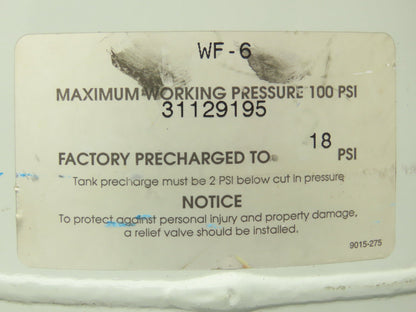 WF-6
MAXIMUM WORKING PRESSURE 100 PSI
31129195
FACTORY PRECHARGED TO 18 PSI
Tank precharge must be 2 PSI below cut in pressure
NOTICE
To protect against personal injury and property damage,
a relief valve should be installed.
9015-275